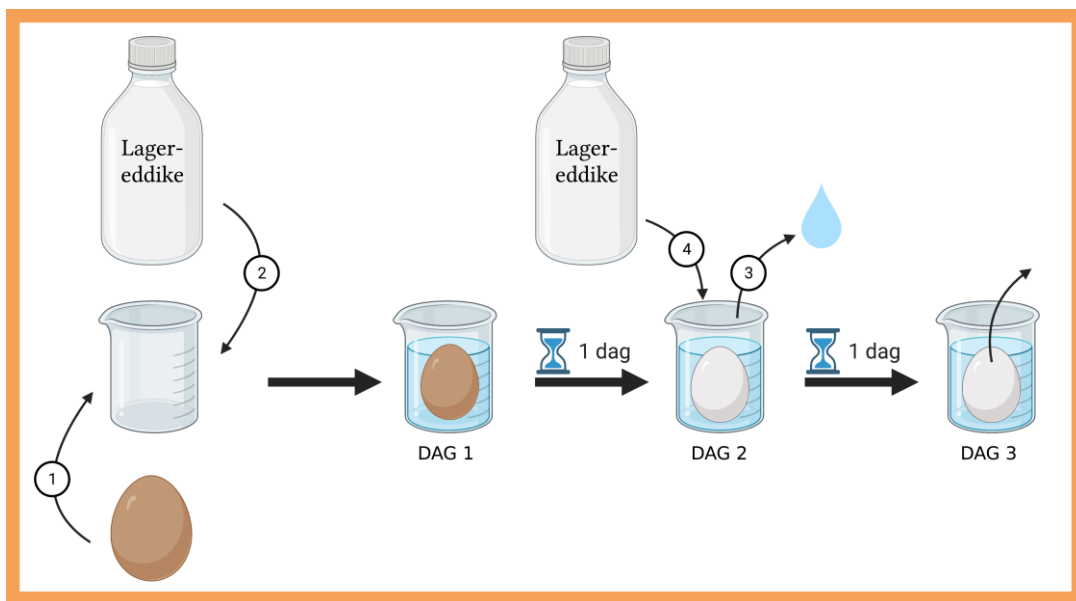 Lager-
eddike
2
1
DAG 1
1 dag
Lager-
eddike
4
3
DAG 2
1 dag
DAG 3